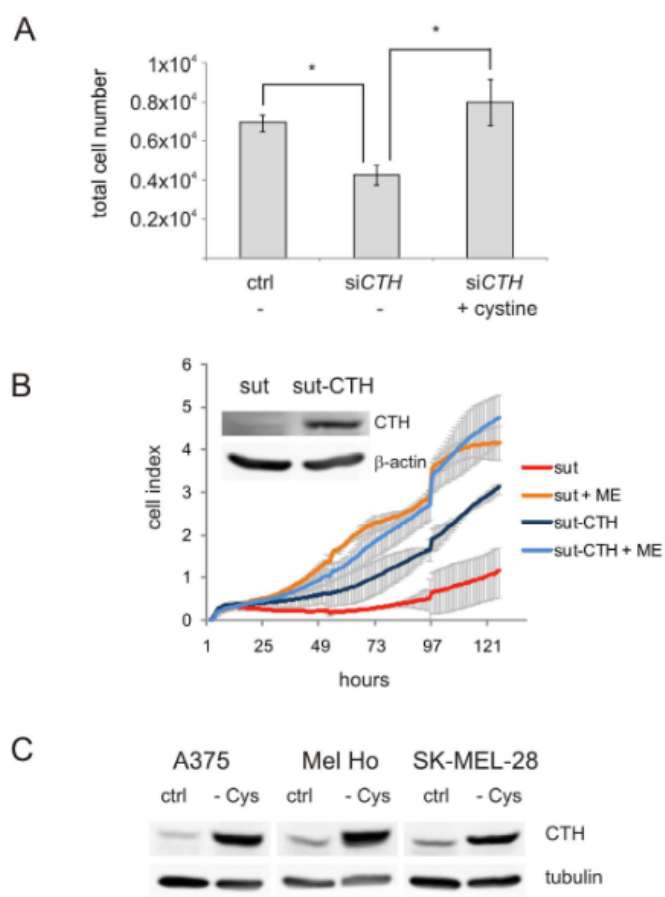 A
1x10⁴
0.8x10⁴
0.6x10⁴
0.4x10⁴
0.2x10⁴
total cell number
*
*
ctrl siCTH siCTH
- - + cystine
B
6
5
4
3
2
1
0
cell index
sut sut-CTH
CTH
β-actin
sut
sut + ME
sut-CTH
sut-CTH + ME
1 25 49 73 97 121
hours
C
A375 Mel Ho SK-MEL-28
ctrl - Cys ctrl - Cys ctrl - Cys
CTH
tubulin